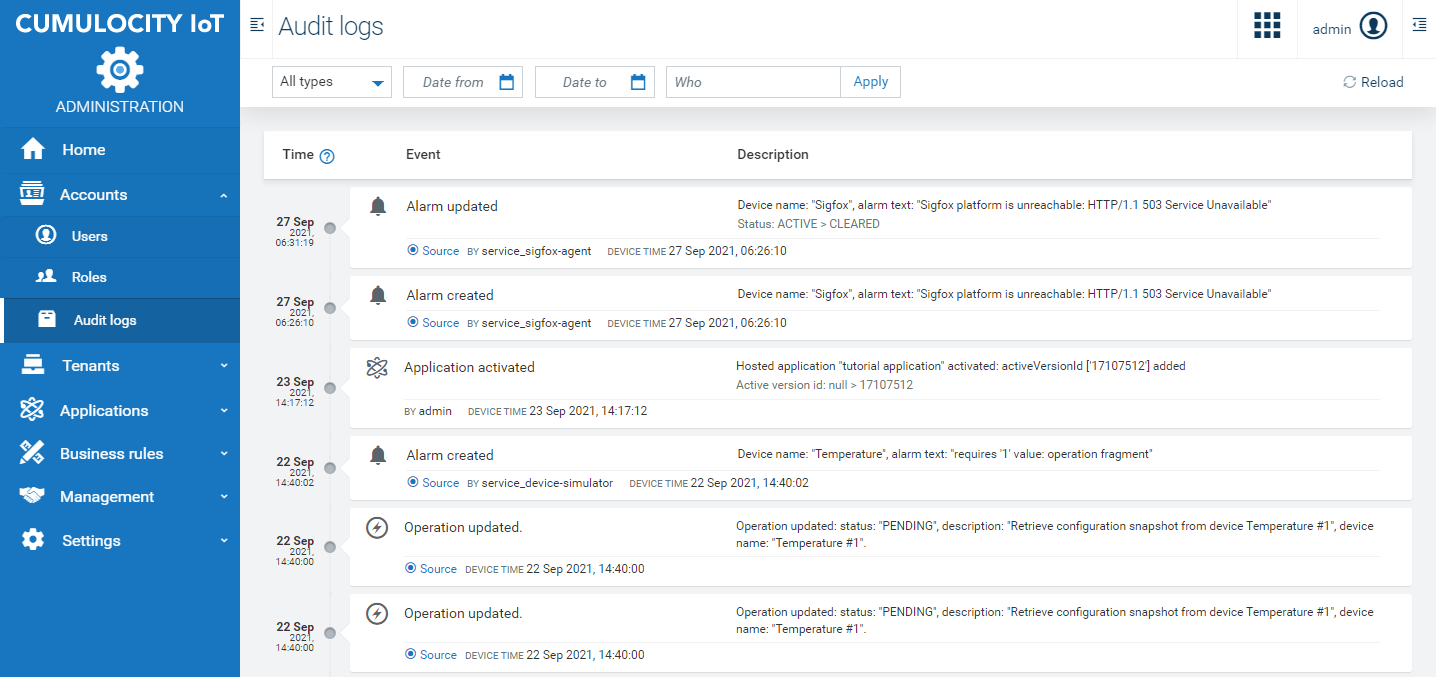 CUMULOCITY IoT
ADMINISTRATION
Home
Accounts
Users
Roles
Audit logs
Tenants
Applications
Business rules
Management
Settings
Audit logs
admin
All types
Date from
Date to
Who
Apply
Reload
Time ?
Event
Description
27 Sep
2021,
06:31:19
Alarm updated
Device name: "Sigfox", alarm text: "Sigfox platform is unreachable: HTTP/1.1 503 Service Unavailable"
Status: ACTIVE > CLEARED
Source BY service_sigfox-agent DEVICE TIME 27 Sep 2021, 06:26:10
27 Sep
2021,
06:26:10
Alarm created
Device name: "Sigfox", alarm text: "Sigfox platform is unreachable: HTTP/1.1 503 Service Unavailable"
Source BY service_sigfox-agent DEVICE TIME 27 Sep 2021, 06:26:10
23 Sep
2021,
14:17:12
Application activated
Hosted application "tutorial application" activated: activeVersionId ['17107512'] added
Active version id: null > 17107512
BY admin DEVICE TIME 23 Sep 2021, 14:17:12
22 Sep
2021,
14:40:02
Alarm created
Device name: "Temperature", alarm text: "requires '1' value: operation fragment"
Source BY service_device-simulator DEVICE TIME 22 Sep 2021, 14:40:02
22 Sep
2021,
14:40:00
Operation updated.
Operation updated: status: "PENDING", description: "Retrieve configuration snapshot from device Temperature #1", device
name: "Temperature #1".
Source DEVICE TIME 22 Sep 2021, 14:40:00
22 Sep
2021,
14:40:00
Operation updated.
Operation updated: status: "PENDING", description: "Retrieve configuration snapshot from device Temperature #1", device
name: "Temperature #1".
Source DEVICE TIME 22 Sep 2021, 14:40:00